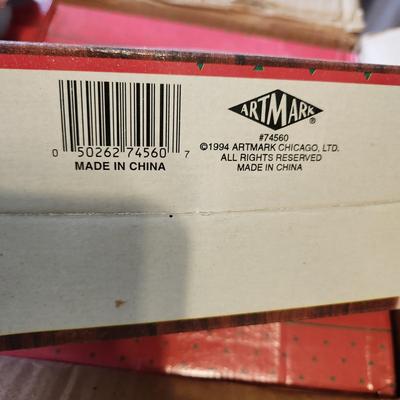 0 50262 74560 7
MADE IN CHINA
ARTMARK®
#74560
©1994 ARTMARK CHICAGO, LTD.
ALL RIGHTS RESERVED
MADE IN CHINA